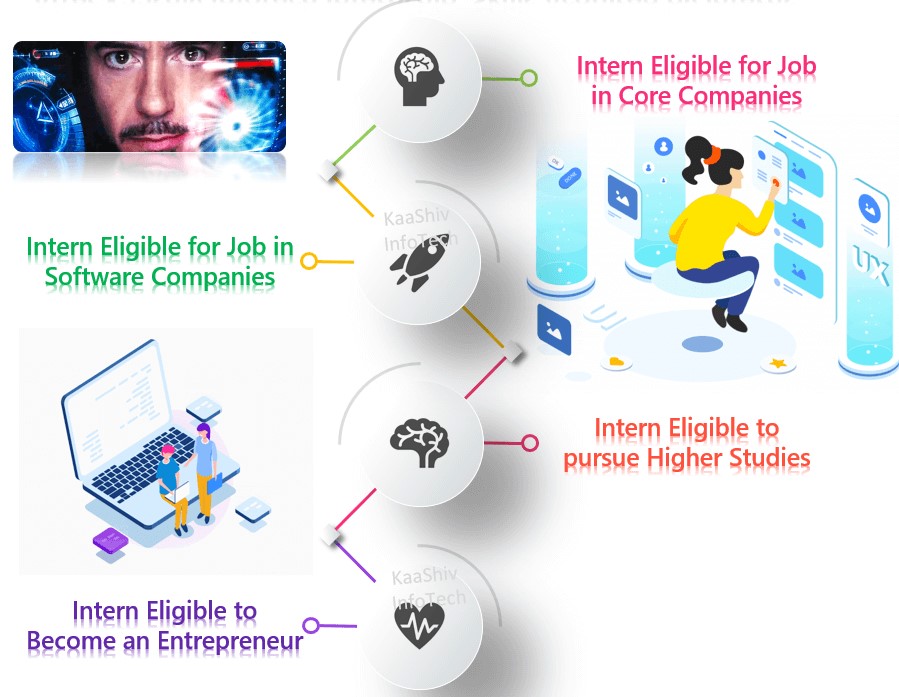 Intern Eligible for Job
in Core Companies
KaaShiv
InfoTech
Intern Eligible for Job in
Software Companies
OK
UX
Intern Eligible to
pursue Higher Studies
KaaShiv
InfoTech
Intern Eligible to
Become an Entrepreneur